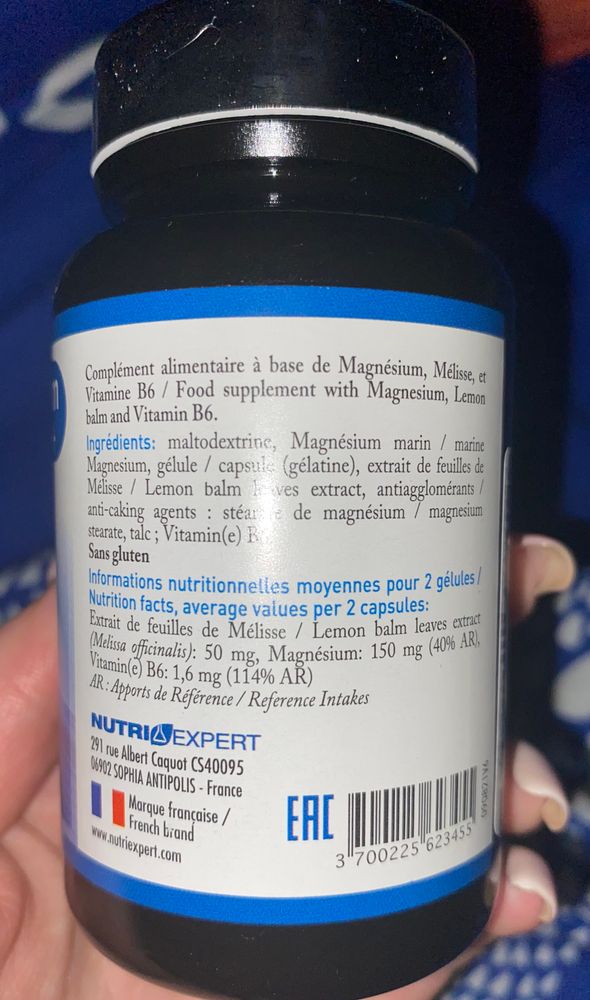 Complément alimentaire à base de Magnésium, Mélisse, et
Vitamine B6 / Food supplement with Magnesium, Lemon
balm and Vitamin B6.
Ingrédients: maltodextrine, Magnésium marin / marine
Magnesium, gélule / capsule (gélatine), extrait de feuilles de
Mélisse / Lemon balm leaves extract, antiagglomérants /
anti-caking agents : stéarate de magnésium / magnesium
stearate, talc ; Vitamin(e)
Sans gluten
Informations nutritionnelles moyennes pour 2 gélules/
Nutrition facts, average values per 2 capsules:
Extrait de feuilles de Mélisse / Lemon balm leaves extract
(Melissa officinalis): 50 mg, Magnésium: 150 mg (40% AR),
Vitamin(e) B6: 1,6 mg (114% AR)
AR : Apports de Référence / Reference Intakes
NUTRI EXPERT
291 rue Albert Caquot CS40095
06902 SOPHIA ANTIPOLIS - France
Marque française /
French brand
www.nutriexpert.com
EAC
3 700225 623455